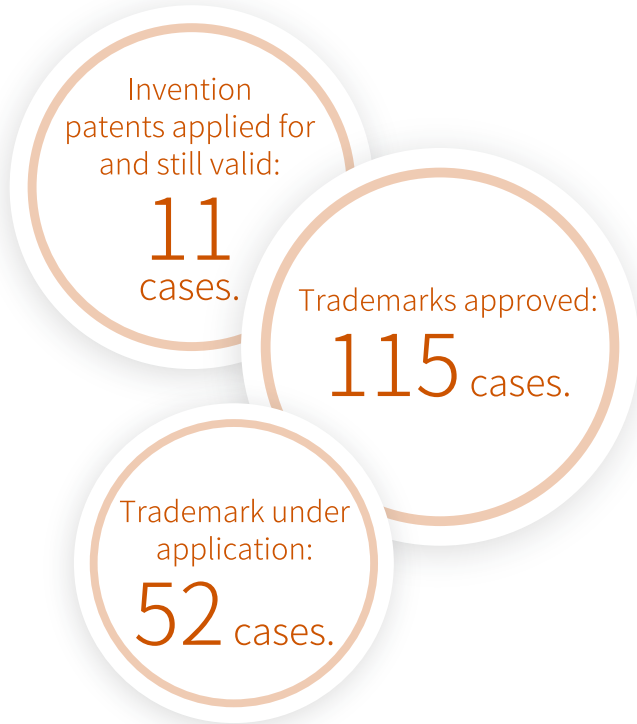 Invention
patents applied for
and still valid:
11
cases.
Trademarks approved:
115 cases.
Trademark under
application:
52 cases.